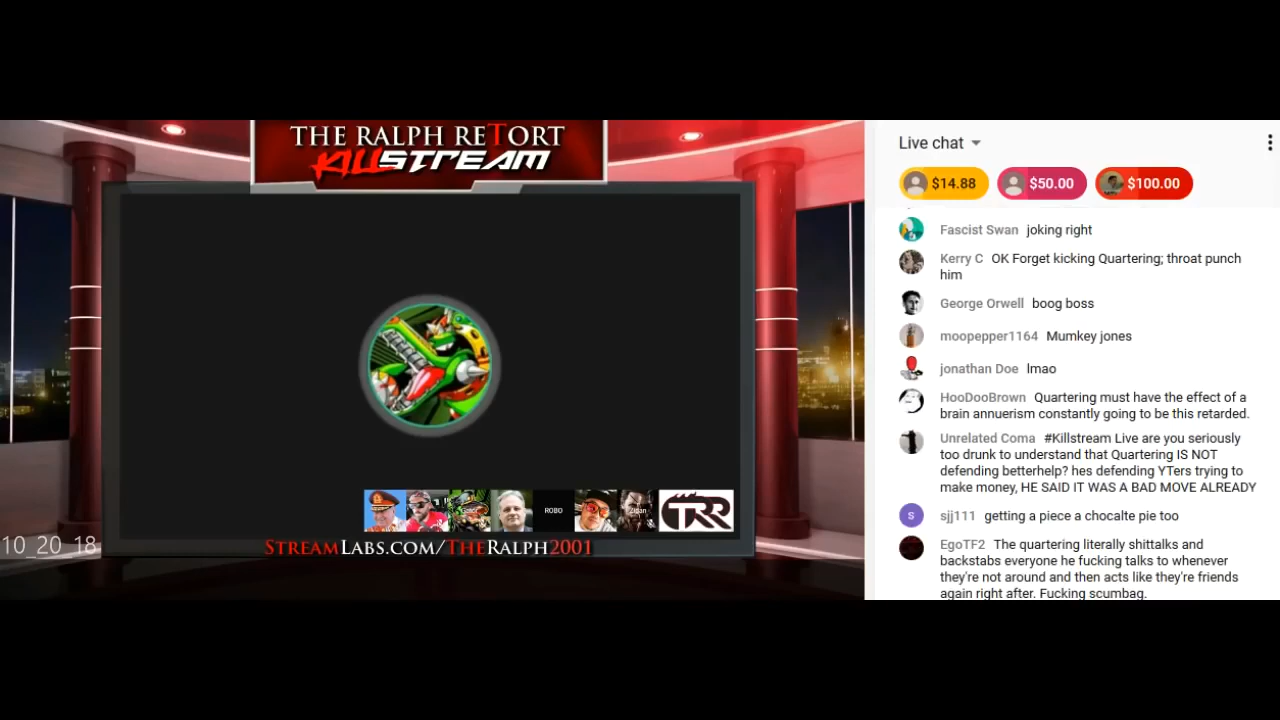 THE RALPH RETORT
KILLSTREAM
ROBO
TRR
10_20_18
STREAMLABS.COM/THERALPH2001
Live chat
$14.88
$50.00
$100.00
Fascist Swan joking right
Kerry C OK Forget kicking Quartering; throat punch
him
George Orwell boog boss
moopepper1164 Mumkey jones
jonathan Doe lmao
HooDooBrown Quartering must have the effect of a
brain annuerism constantly going to be this retarded.
Unrelated Coma #Killstream Live are you seriously
too drunk to understand that Quartering IS NOT
defending betterhelp? hes defending YTers trying to
make money, HE SAID IT WAS A BAD MOVE ALREADY
S
sjj111 getting a piece a chocalte pie too
EgoTF2 The quartering literally shittalks and
backstabs everyone he fucking talks to whenever
they're not around and then acts like they're friends
again right after. Fucking scumbag.